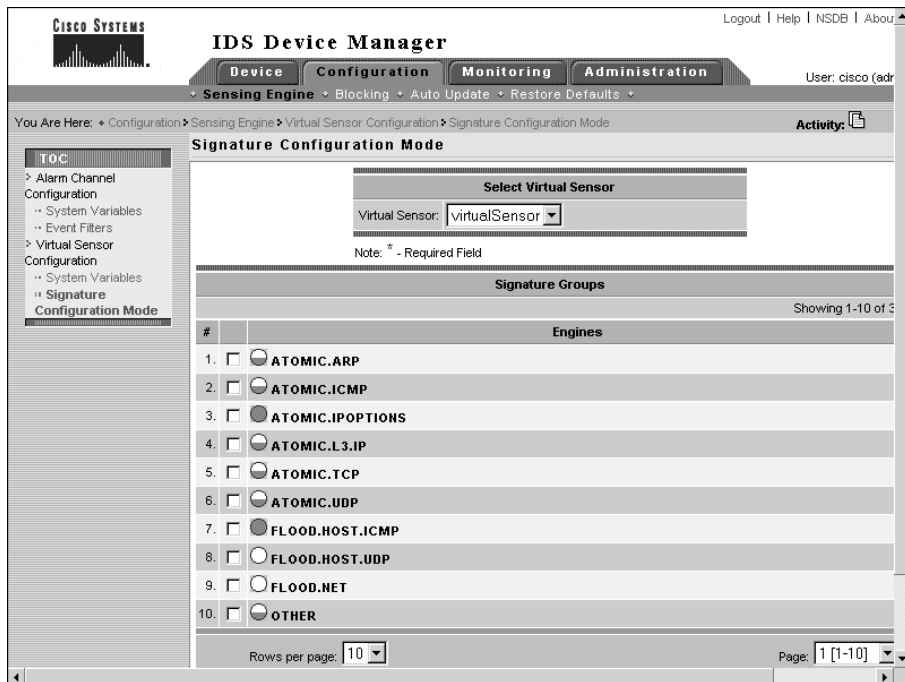 Logout | Help | NSDB | Abou
CISCO SYSTEMS
IDS Device Manager
Device Configuration Monitoring Administration
User: cisco (adr
Sensing Engine Blocking Auto Update Restore Defaults
You Are Here: Configuration Sensing Engine Virtual Sensor Configuration Signature Configuration Mode
Activity:
Signature Configuration Mode
TOC
Alarm Channel
Configuration
System Variables
Event Filters
Virtual Sensor
Configuration
System Variables
Signature
Configuration Mode
Select Virtual Sensor
Virtual Sensor: virtualSensor
Note: * - Required Field
Signature Groups
Showing 1-10 of 3
# Engines
1. ATOMIC.ARP
2. ATOMIC.ICMP
3. ATOMIC.IPOPTIONS
4. ATOMIC.L3.IP
5. ATOMIC.TCP
6. ATOMIC.UDP
7. FLOOD.HOST.ICMP
8. FLOOD.HOST.UDP
9. FLOOD.NET
10. OTHER
Rows per page: 10
Page: 1 [1-10]